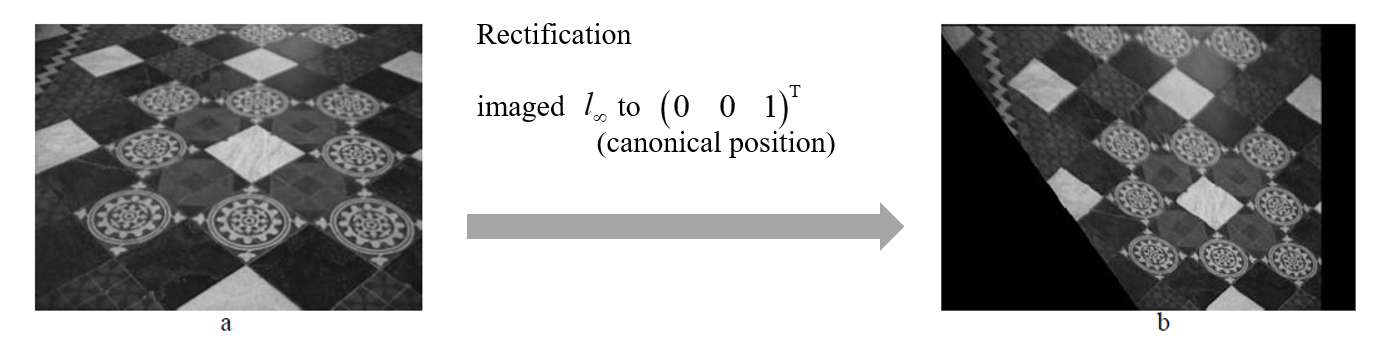 Rectification
imaged l∞ to (0 0 1)ᵀ
(canonical position)
a
b